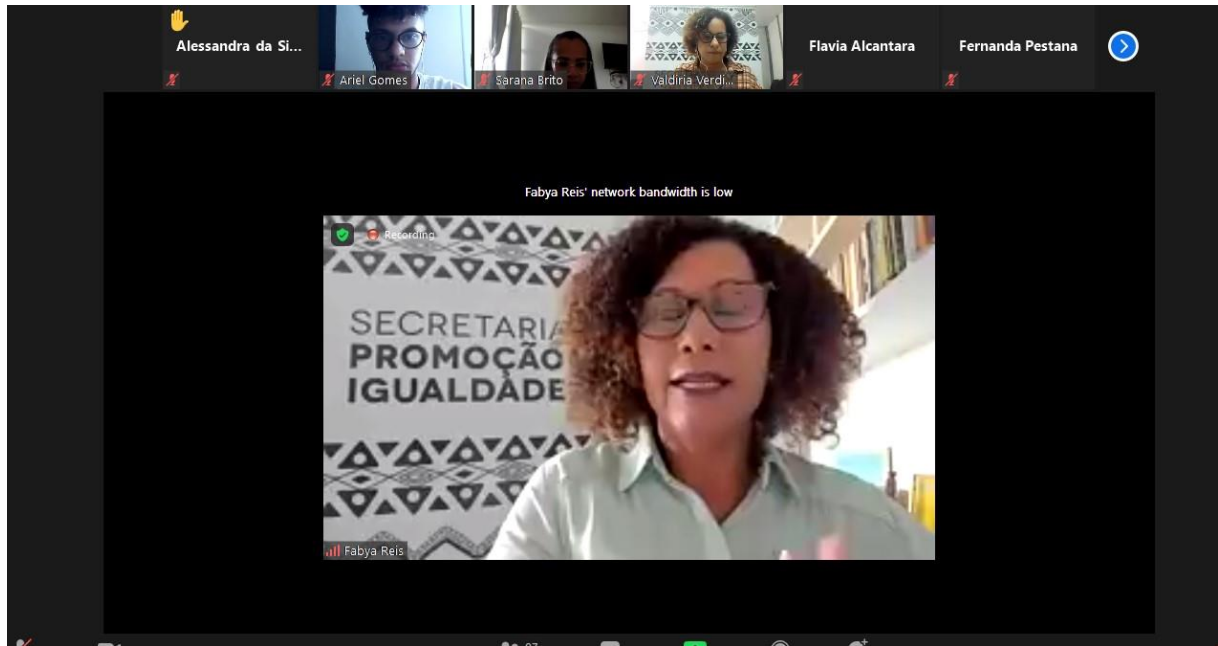 Alessandra da Si...
Ariel Gomes
Sarana Brito
Valdiria Verdi...
Flavia Alcantara
Fernanda Pestana
Fabya Reis' network bandwidth is low
Recording
SECRETARIA
PROMOÇÃO
IGUALDADE
Fabya Reis